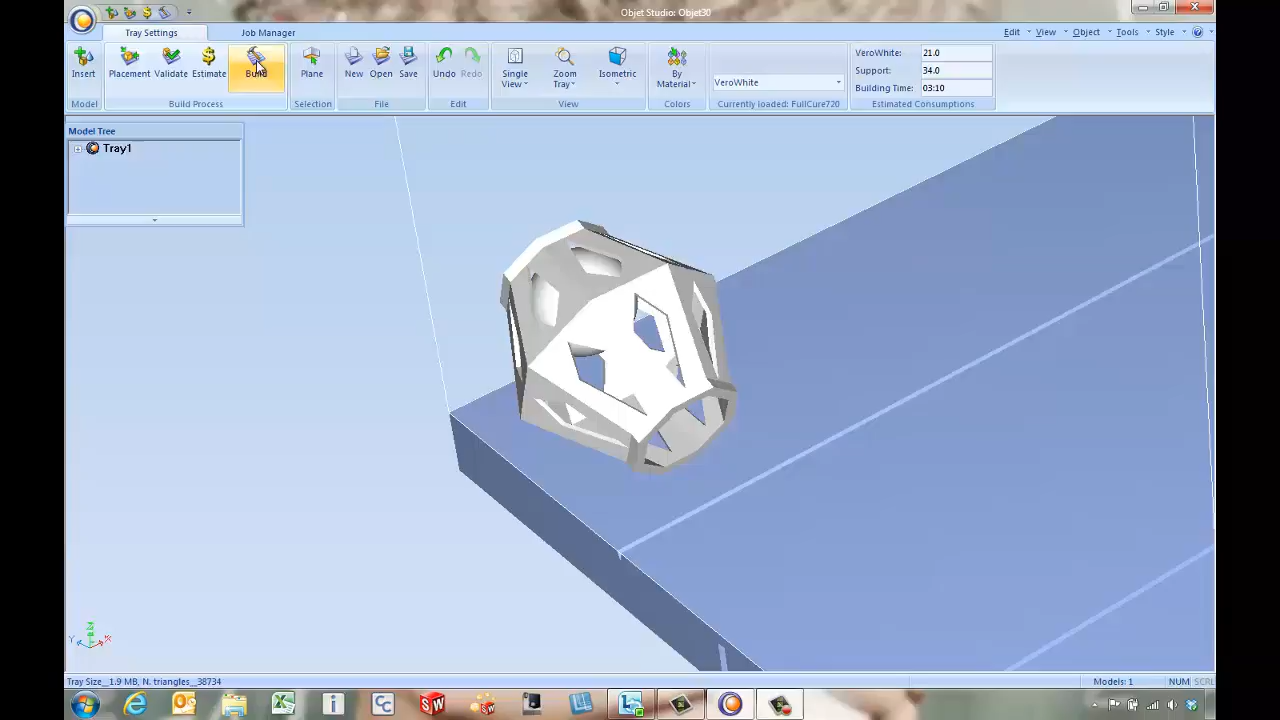 Objet Studio: Objet30
Tray Settings
Job Manager
Edit
View
Object
Tools
Style
Insert
Placement
Validate
Estimate
Build
Plane
New
Open
Save
Undo
Redo
Single View
Zoom Tray
Isometric
By Material
VeroWhite
VeroWhite: 21.0
Support: 34.0
Building Time: 03:10
Model
Build Process
Selection
File
Edit
View
Colors
Currently loaded: FullCure720
Estimated Consumptions
Model Tree
Tray1
Z
Y
X
Tray Size__1.9 MB, N. triangles__38734
Models: 1
NUM
SCRL